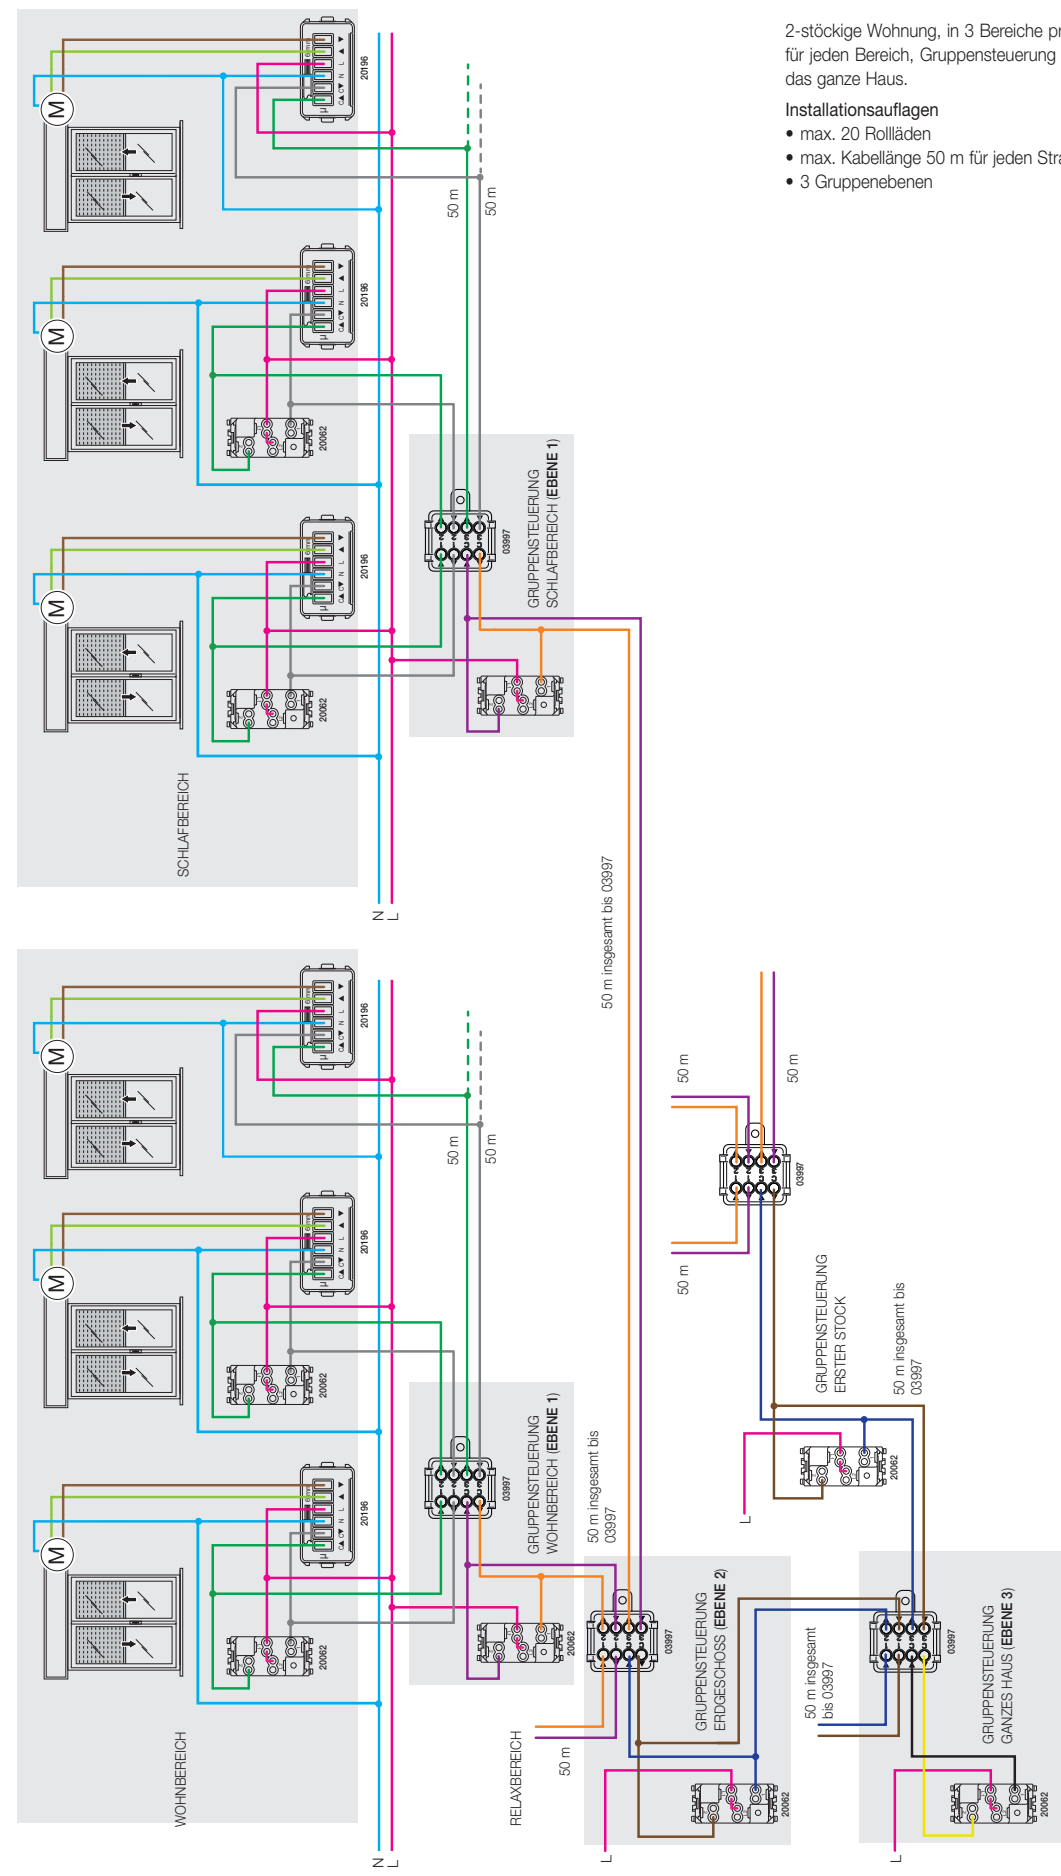 2-stöckige Wohnung, in 3 Bereiche pr
für jeden Bereich, Gruppensteuerung
das ganze Haus.
Installationsauflagen
• max. 20 Rollläden
• max. Kabellänge 50 m für jeden Stra
• 3 Gruppenebenen
SCHLAFBEREICH
M
M
M
20196
20196
20196
C▲ C▼ N L ▲ ▼
C▲ C▼ N L ▲ ▼
C▲ C▼ N L ▲ ▼
µ
µ
µ
20062
20062
N
L
50 m
50 m
03997
GRUPPENSTEUERUNG
SCHLAFBEREICH (EBENE 1)
50 m insgesamt bis 03997
WOHNBEREICH
M
M
M
20196
20196
20196
C▲ C▼ N L ▲ ▼
C▲ C▼ N L ▲ ▼
C▲ C▼ N L ▲ ▼
µ
µ
µ
20062
20062
N
L
50 m
50 m
03997
GRUPPENSTEUERUNG
WOHNBEREICH (EBENE 1)
20062
50 m insgesamt bis
03997
RELAXBEREICH
50 m
03997
GRUPPENSTEUERUNG
ERDGESCHOSS (EBENE 2)
20062
L
50 m
50 m
50 m
03997
GRUPPENSTEUERUNG
ERSTER STOCK
50 m insgesamt bis
03997
20062
L
50 m insgesamt
bis 03997
03997
GRUPPENSTEUERUNG
GANZES HAUS (EBENE 3)
20062
L